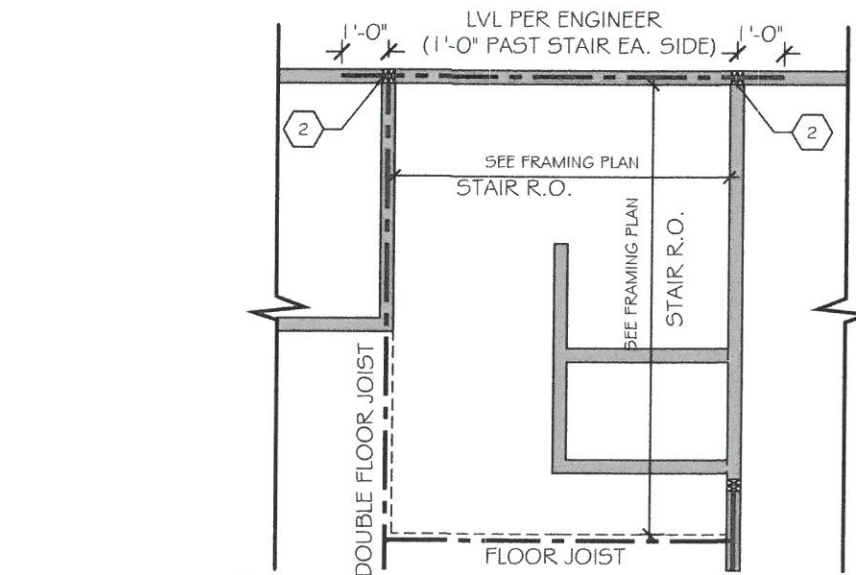 LVL PER ENGINEER
(1'-0" PAST STAIR EA. SIDE)
1'-0"
1'-0"
2
2
SEE FRAMING PLAN
STAIR R.O.
SEE FRAMING PLAN
STAIR R.O.
DOUBLE FLOOR JOIST
FLOOR JOIST